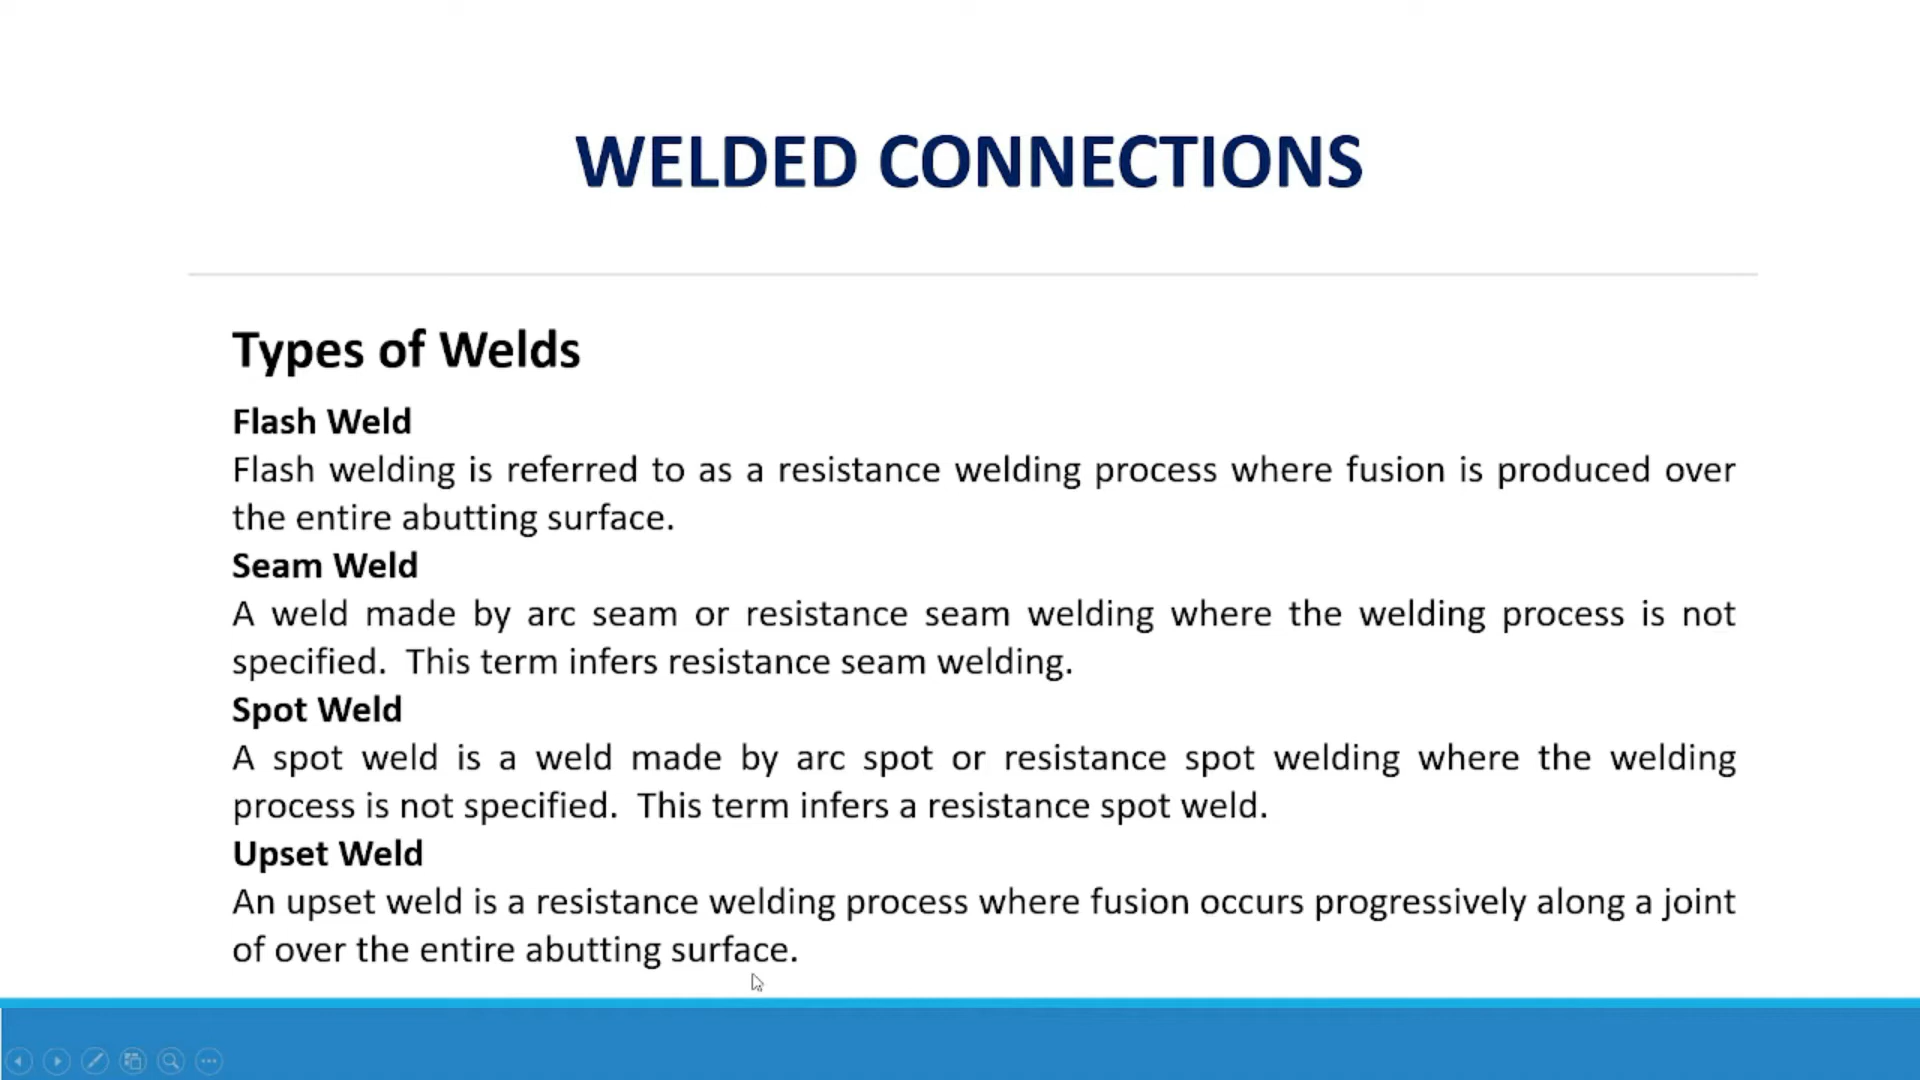 WELDED CONNECTIONS
Types of Welds
Flash Weld
Flash welding is referred to as a resistance welding process where fusion is produced over
the entire abutting surface.
Seam Weld
A weld made by arc seam or resistance seam welding where the welding process is not
specified.  This term infers resistance seam welding.
Spot Weld
A spot weld is a weld made by arc spot or resistance spot welding where the welding
process is not specified.  This term infers a resistance spot weld.
Upset Weld
An upset weld is a resistance welding process where fusion occurs progressively along a joint
of over the entire abutting surface.